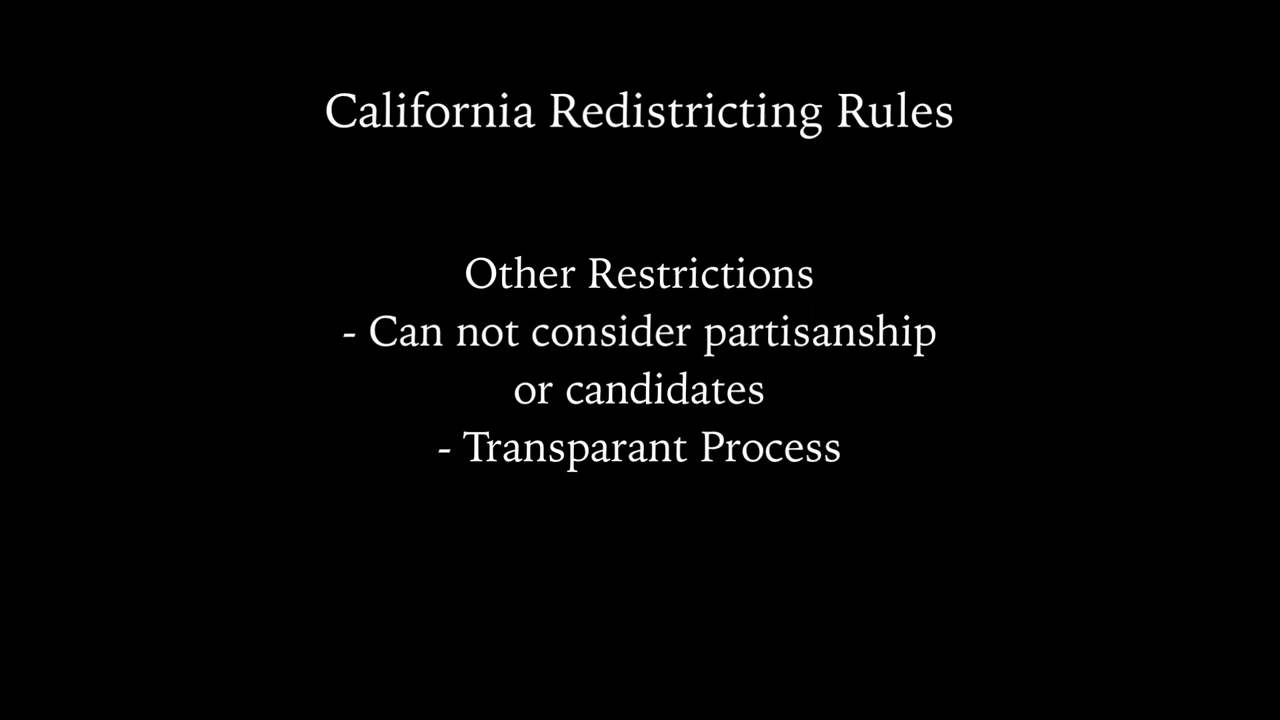 California Redistricting Rules
Other Restrictions
- Can not consider partisanship
or candidates
- Transparant Process